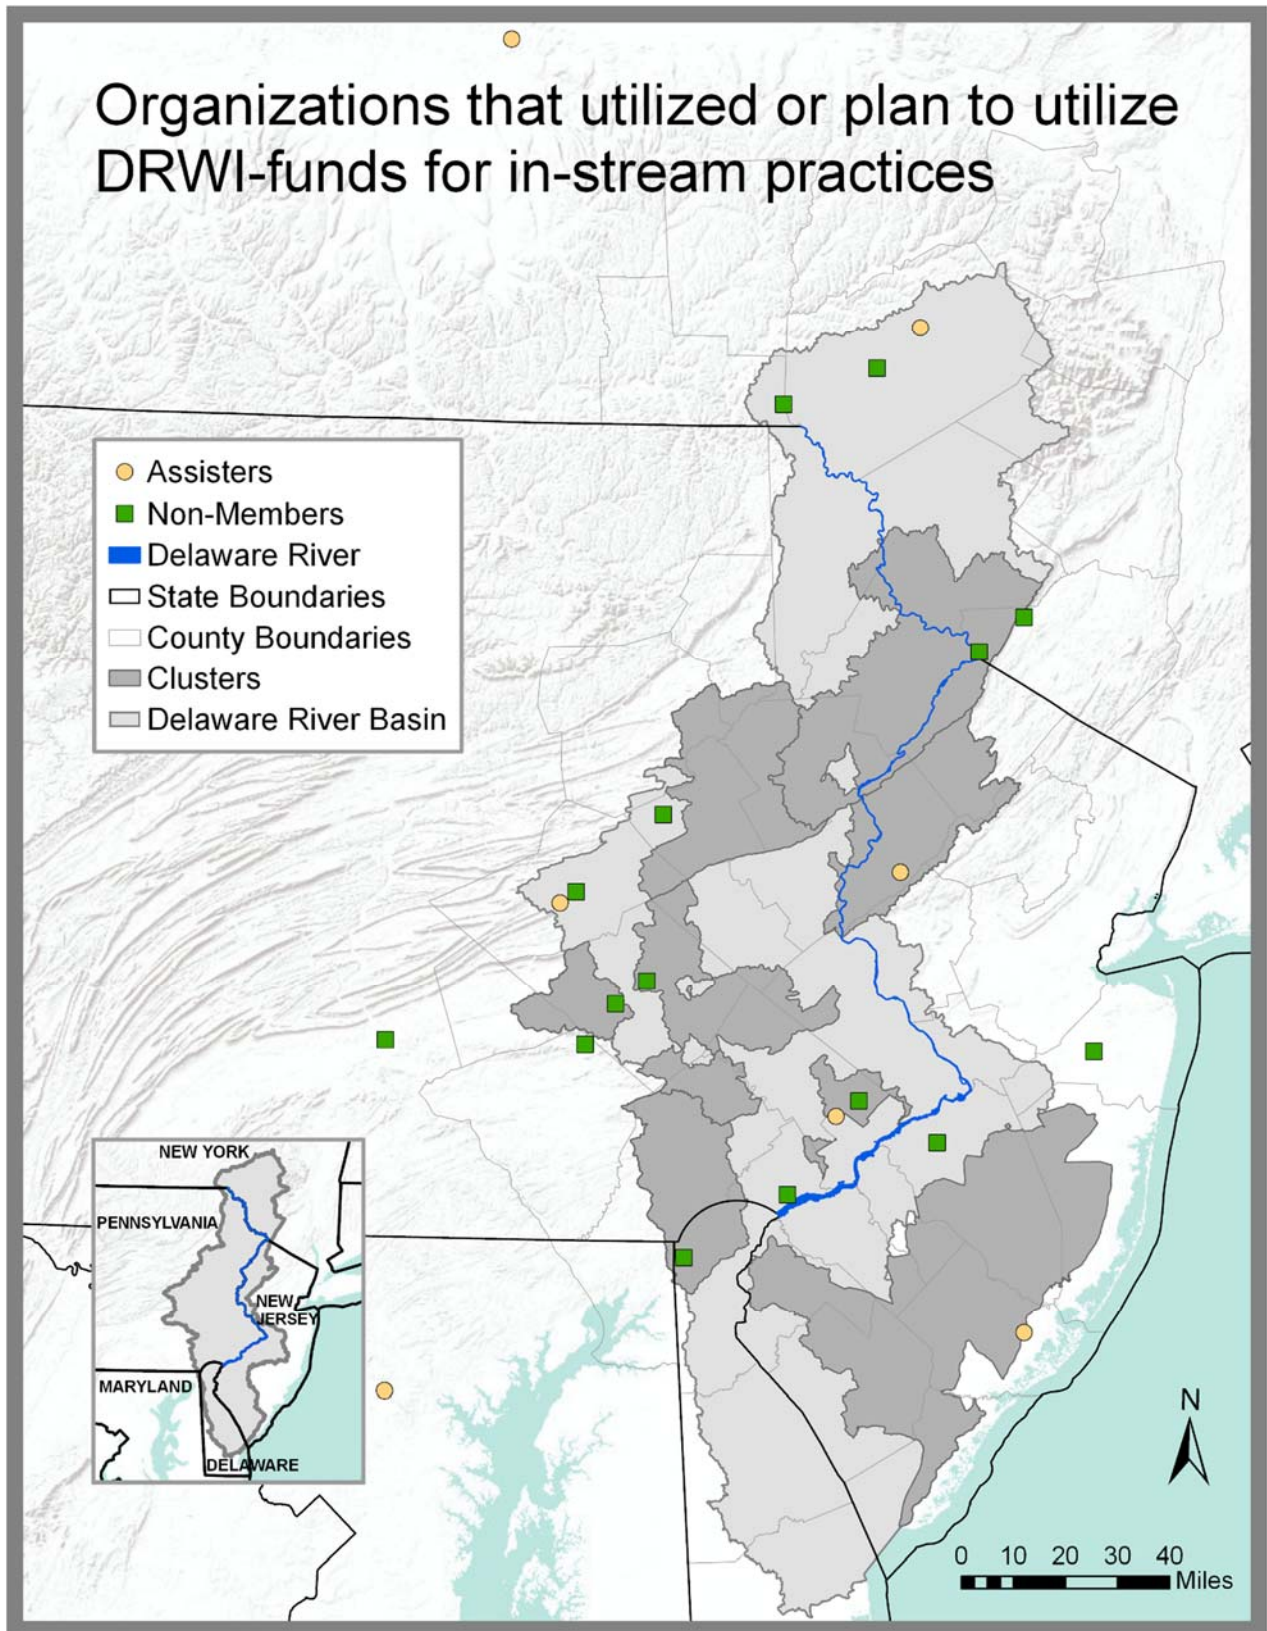 Organizations that utilized or plan to utilize
DRWI-funds for in-stream practices
Assisters
Non-Members
Delaware River
State Boundaries
County Boundaries
Clusters
Delaware River Basin
NEW YORK
PENNSYLVANIA
NEW
JERSEY
MARYLAND
DELAWARE
N
0 10 20 30 40
Miles